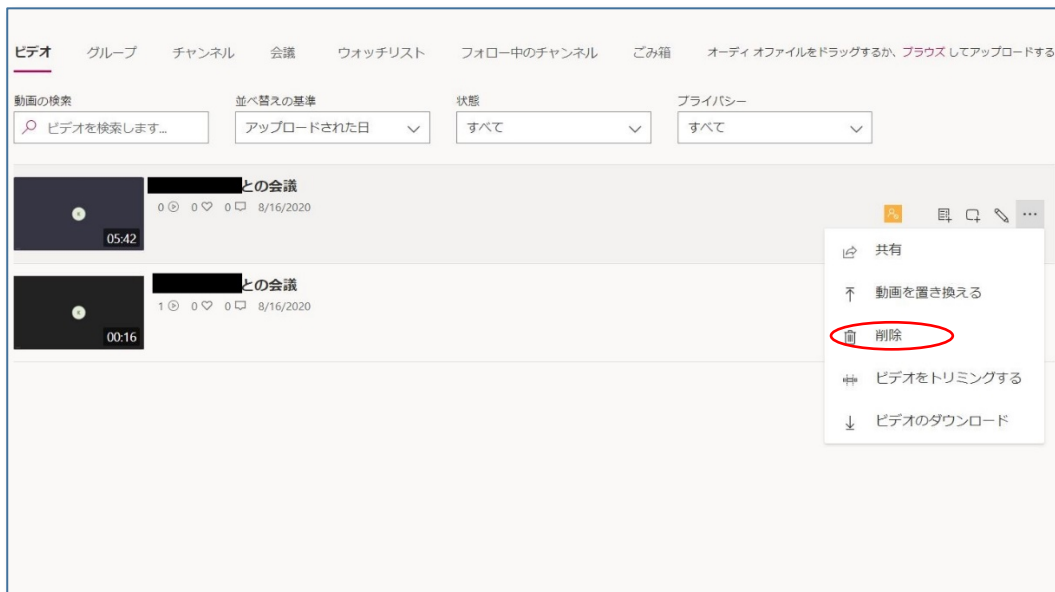 ビデオ グループ チャンネル 会議 ウォッチリスト フォロー中のチャンネル ごみ箱 オーディオファイルをドラッグするか、ブラウズしてアップロードする
動画の検索 並べ替えの基準 状態 プライバシー
ビデオを検索します... アップロードされた日 すべて すべて
との会議
0 0 0 8/16/2020
05:42
共有
動画を置き換える
との会議
1 0 0 8/16/2020
00:16
削除
ビデオをトリミングする
ビデオのダウンロード